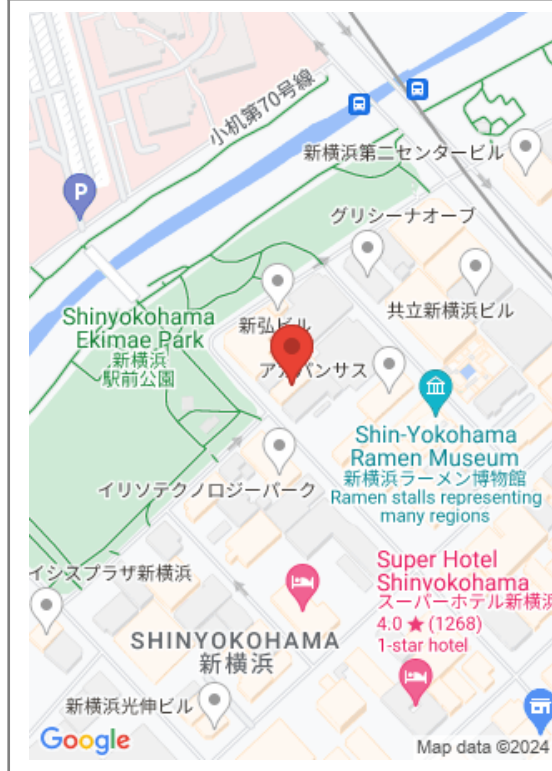 小机第70号線
新横浜第二センタービル
P
グリシーナオーブ
共立新横浜ビル
新弘ビル
Shinyokohama
Ekimae Park
新横浜
駅前公園
アルバンサス
Shin-Yokohama
Ramen Museum
新横浜ラーメン博物館
Ramen stalls representing
many regions
イリソテクノロジーパーク
イシスプラザ新横浜
Super Hotel
Shinyokohama
スーパーホテル新横浜
4.0 ★ (1268)
1-star hotel
SHINYOKOHAMA
新横浜
新横浜光伸ビル
Google
Map data ©2024